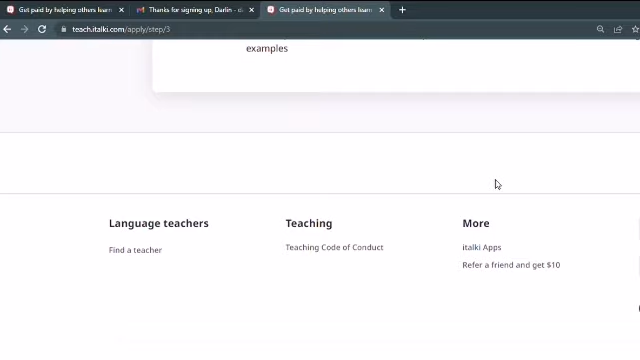 Get paid by helping others learn
Thanks for signing up, Darlin - d
Get paid by helping others learn
teach.italki.com/apply/step/3
examples
Language teachers
Teaching
More
Find a teacher
Teaching Code of Conduct
italki Apps
Refer a friend and get $10